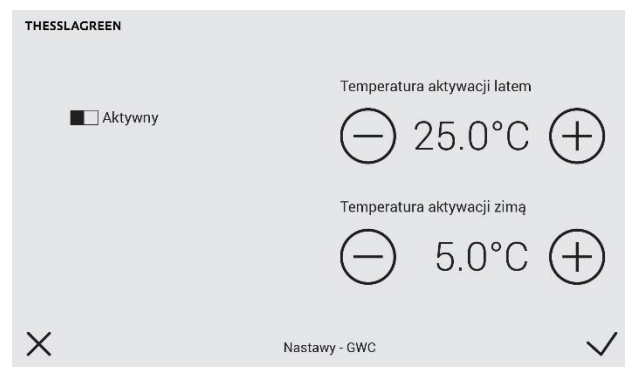 THESSLAGREEN
Temperatura aktywacji latem
Aktywny
25.0°C
Temperatura aktywacji zimą
5.0°C
Nastawy - GWC